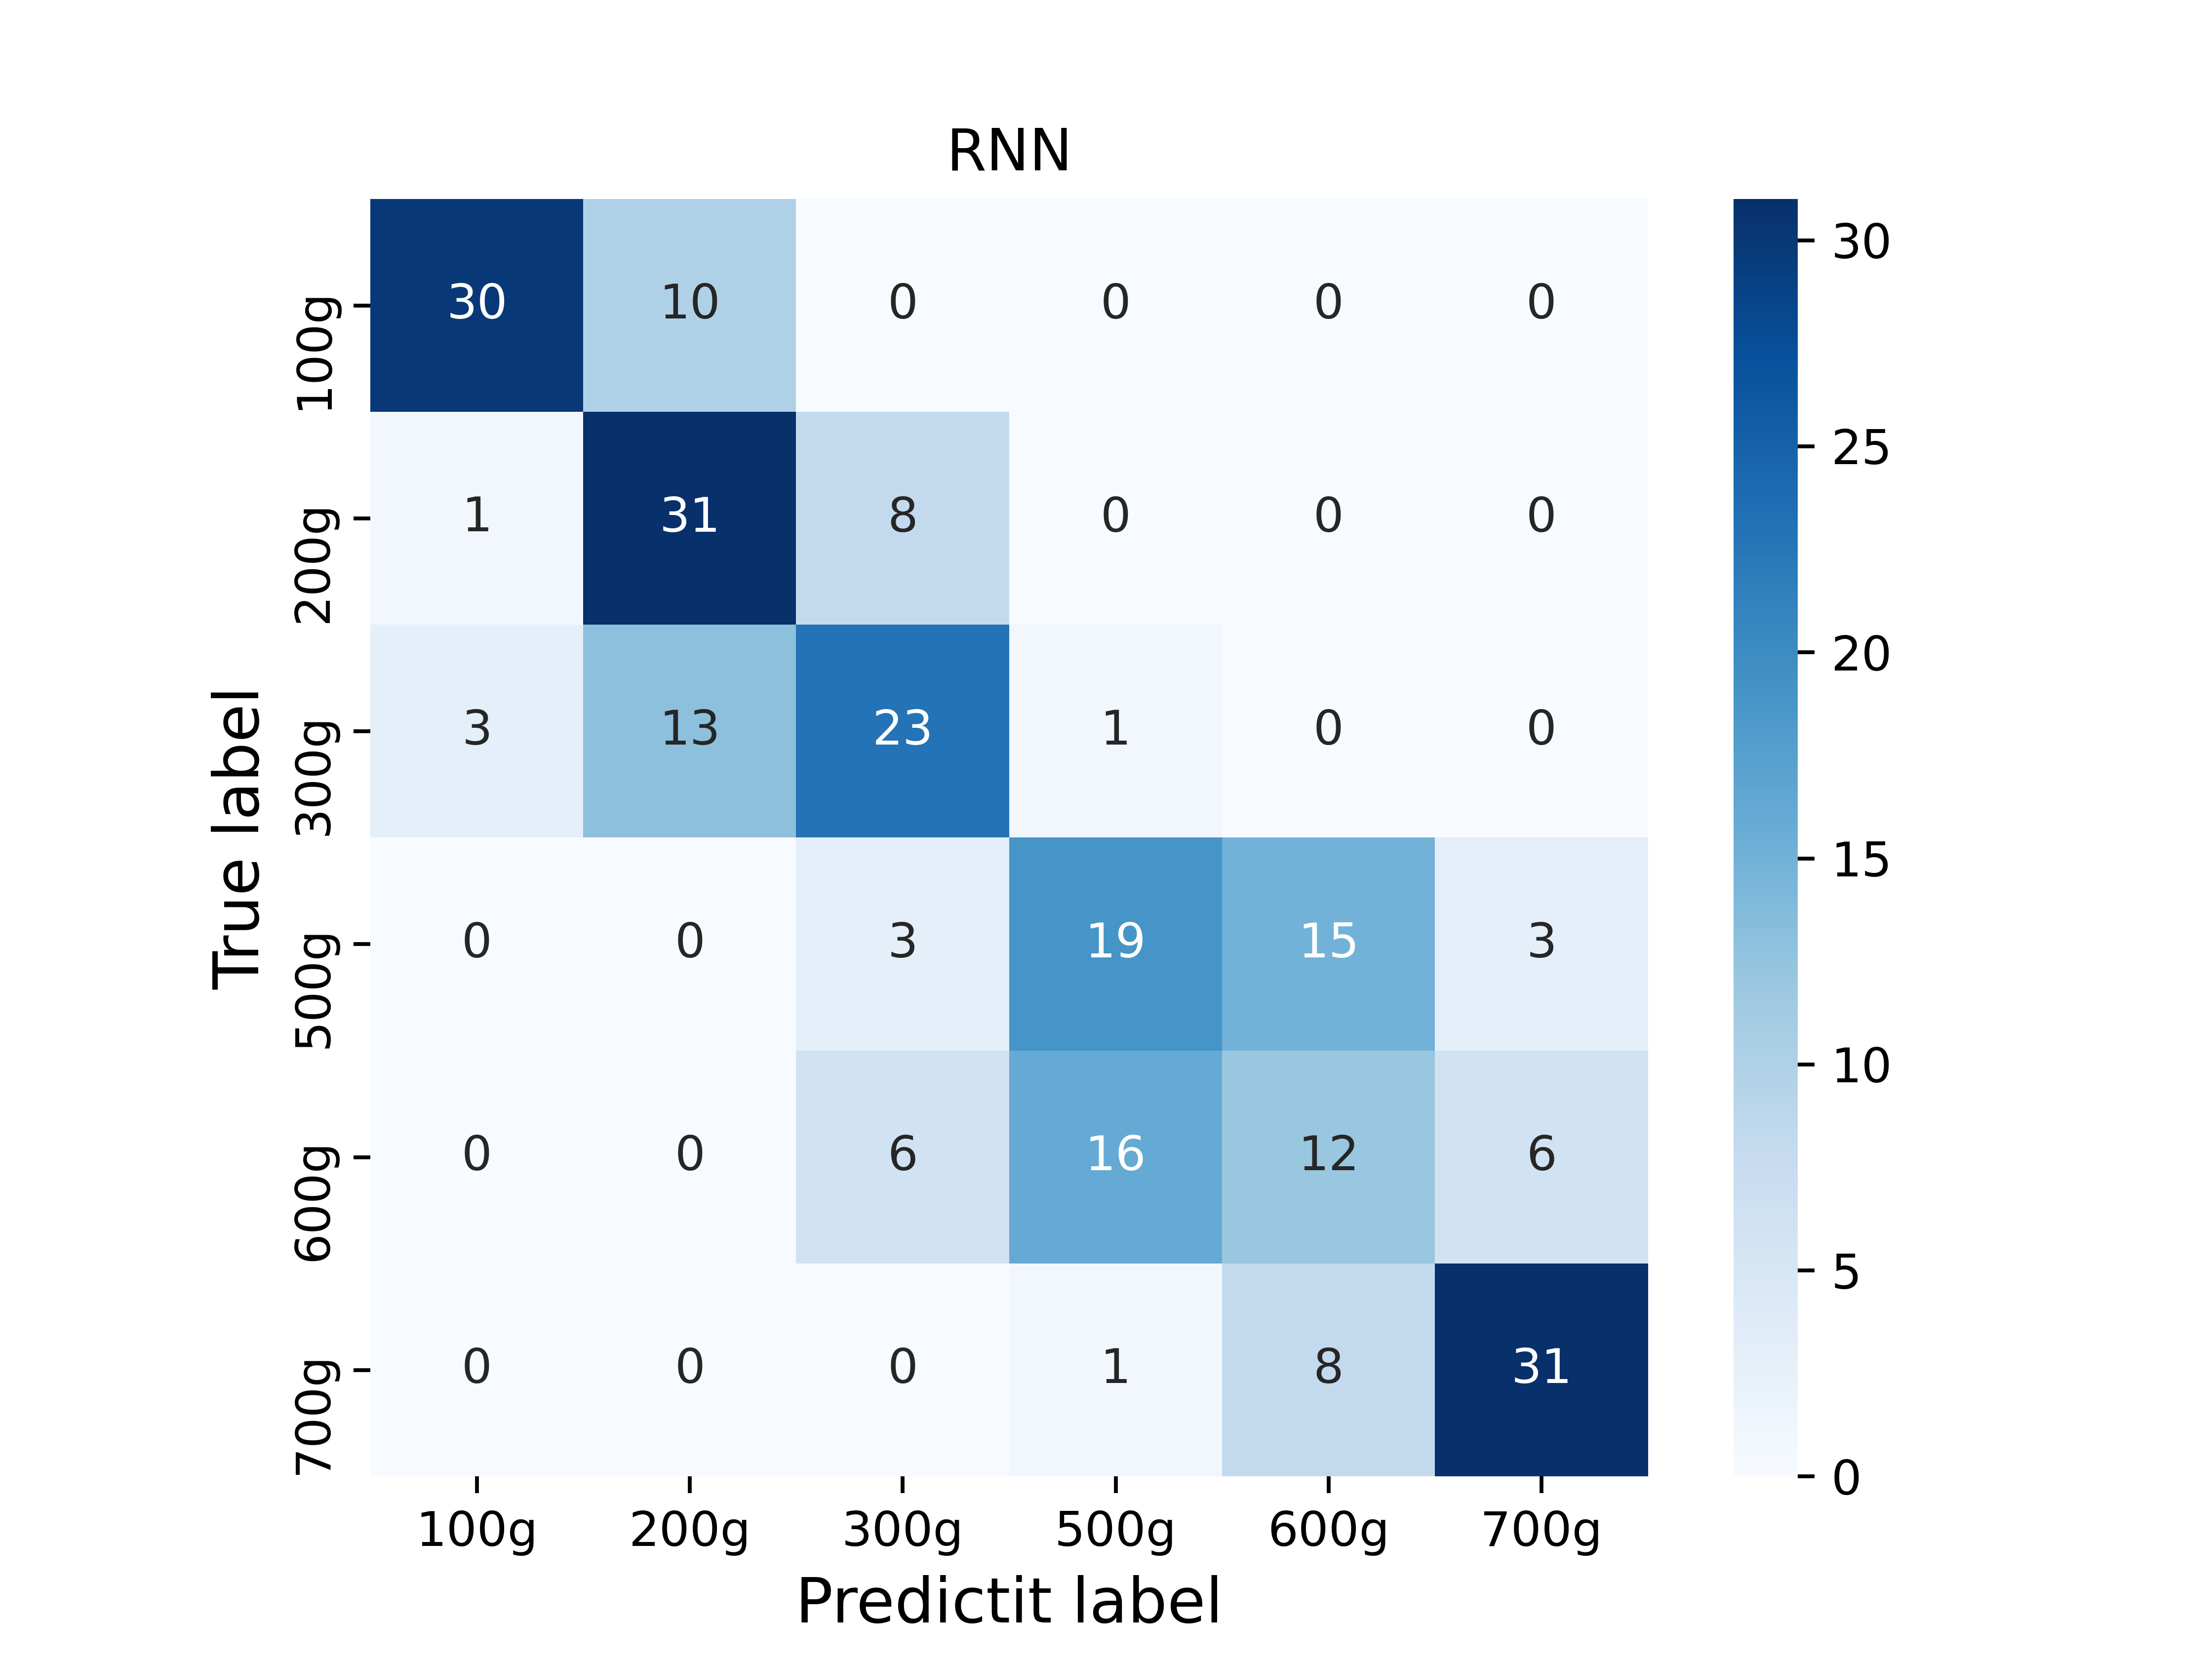 RNN
True label
100g 30 10 0 0 0 0
200g 1 31 8 0 0 0
300g 3 13 23 1 0 0
500g 0 0 3 19 15 3
600g 0 0 6 16 12 6
700g 0 0 0 1 8 31
100g 200g 300g 500g 600g 700g
Predictit label
30
25
20
15
10
5
0